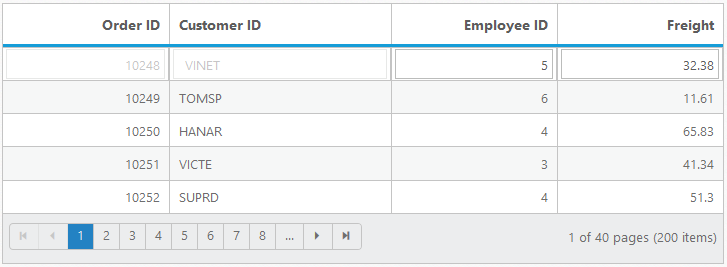 Order ID Customer ID Employee ID Freight
10248 VINET 5 32.38
10249 TOMSP 6 11.61
10250 HANAR 4 65.83
10251 VICTE 3 41.34
10252 SUPRD 4 51.3
1 2 3 4 5 6 7 8 ... 1 of 40 pages (200 items)